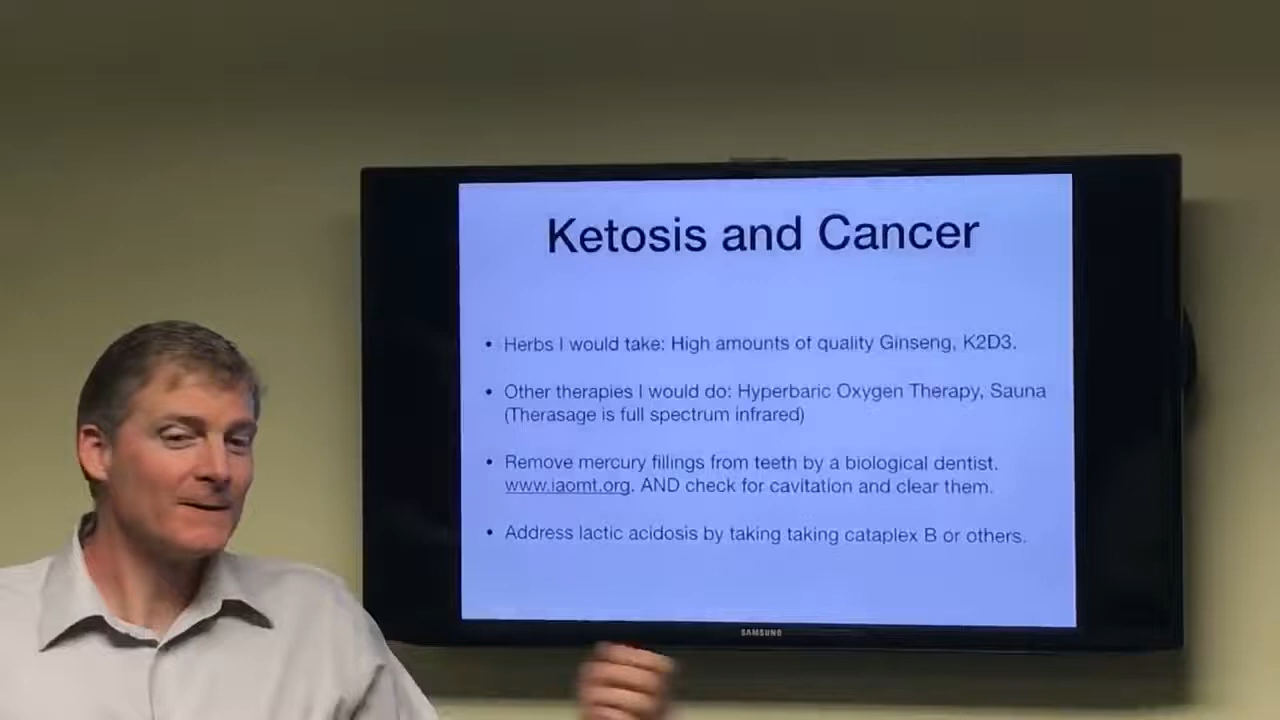 Ketosis and Cancer
• Herbs I would take: High amounts of quality Ginseng, K2D3.
• Other therapies I would do: Hyperbaric Oxygen Therapy, Sauna
(Therasage is full spectrum infrared)
• Remove mercury fillings from teeth by a biological dentist.
www.iaomt.org. AND check for cavitation and clear them.
• Address lactic acidosis by taking taking cataplex B or others.
SAMSUNG